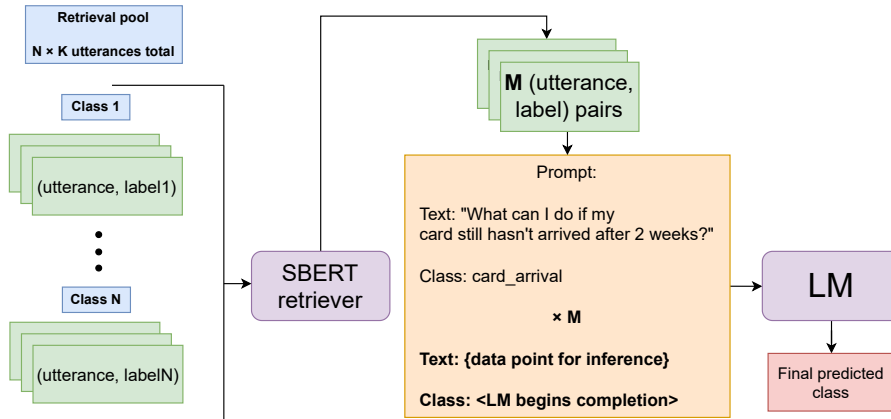 Retrieval pool
N × K utterances total
Class 1
(utterance, label1)
Class N
(utterance, labelN)
SBERT
retriever
M (utterance,
label) pairs
Prompt:
Text: "What can I do if my
card still hasn't arrived after 2 weeks?"
Class: card_arrival
× M
Text: {data point for inference}
Class: <LM begins completion>
LM
Final predicted
class